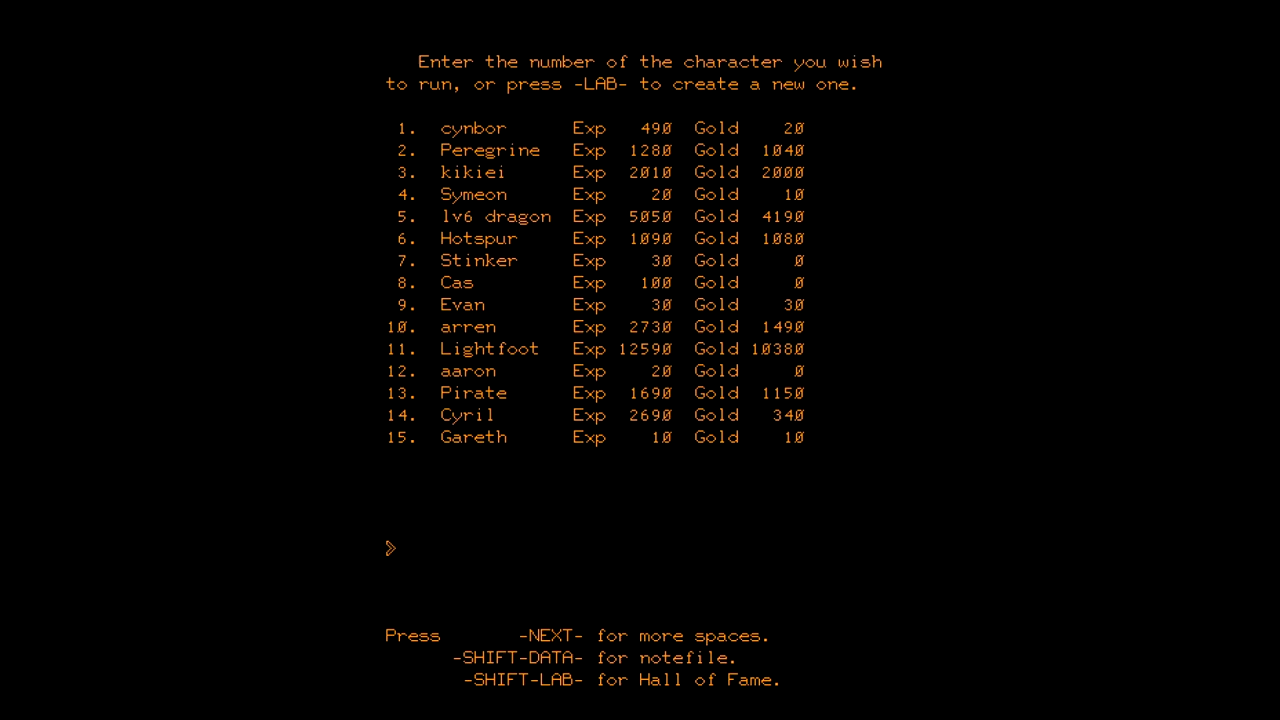 Enter the number of the character you wish
to run, or press -LAB- to create a new one.
1. cynbor Exp 490 Gold 20
2. Peregrine Exp 1280 Gold 1040
3. kikiei Exp 2010 Gold 2000
4. Symeon Exp 20 Gold 10
5. lv6 dragon Exp 5050 Gold 4190
6. Hotspur Exp 1090 Gold 1080
7. Stinker Exp 30 Gold 0
8. Cas Exp 100 Gold 0
9. Evan Exp 30 Gold 30
10. arren Exp 2730 Gold 1490
11. Lightfoot Exp 12590 Gold 10380
12. aaron Exp 20 Gold 0
13. Pirate Exp 1690 Gold 1150
14. Cyril Exp 2690 Gold 340
15. Gareth Exp 10 Gold 10
>
Press -NEXT- for more spaces.
-SHIFT-DATA- for notefile.
-SHIFT-LAB- for Hall of Fame.